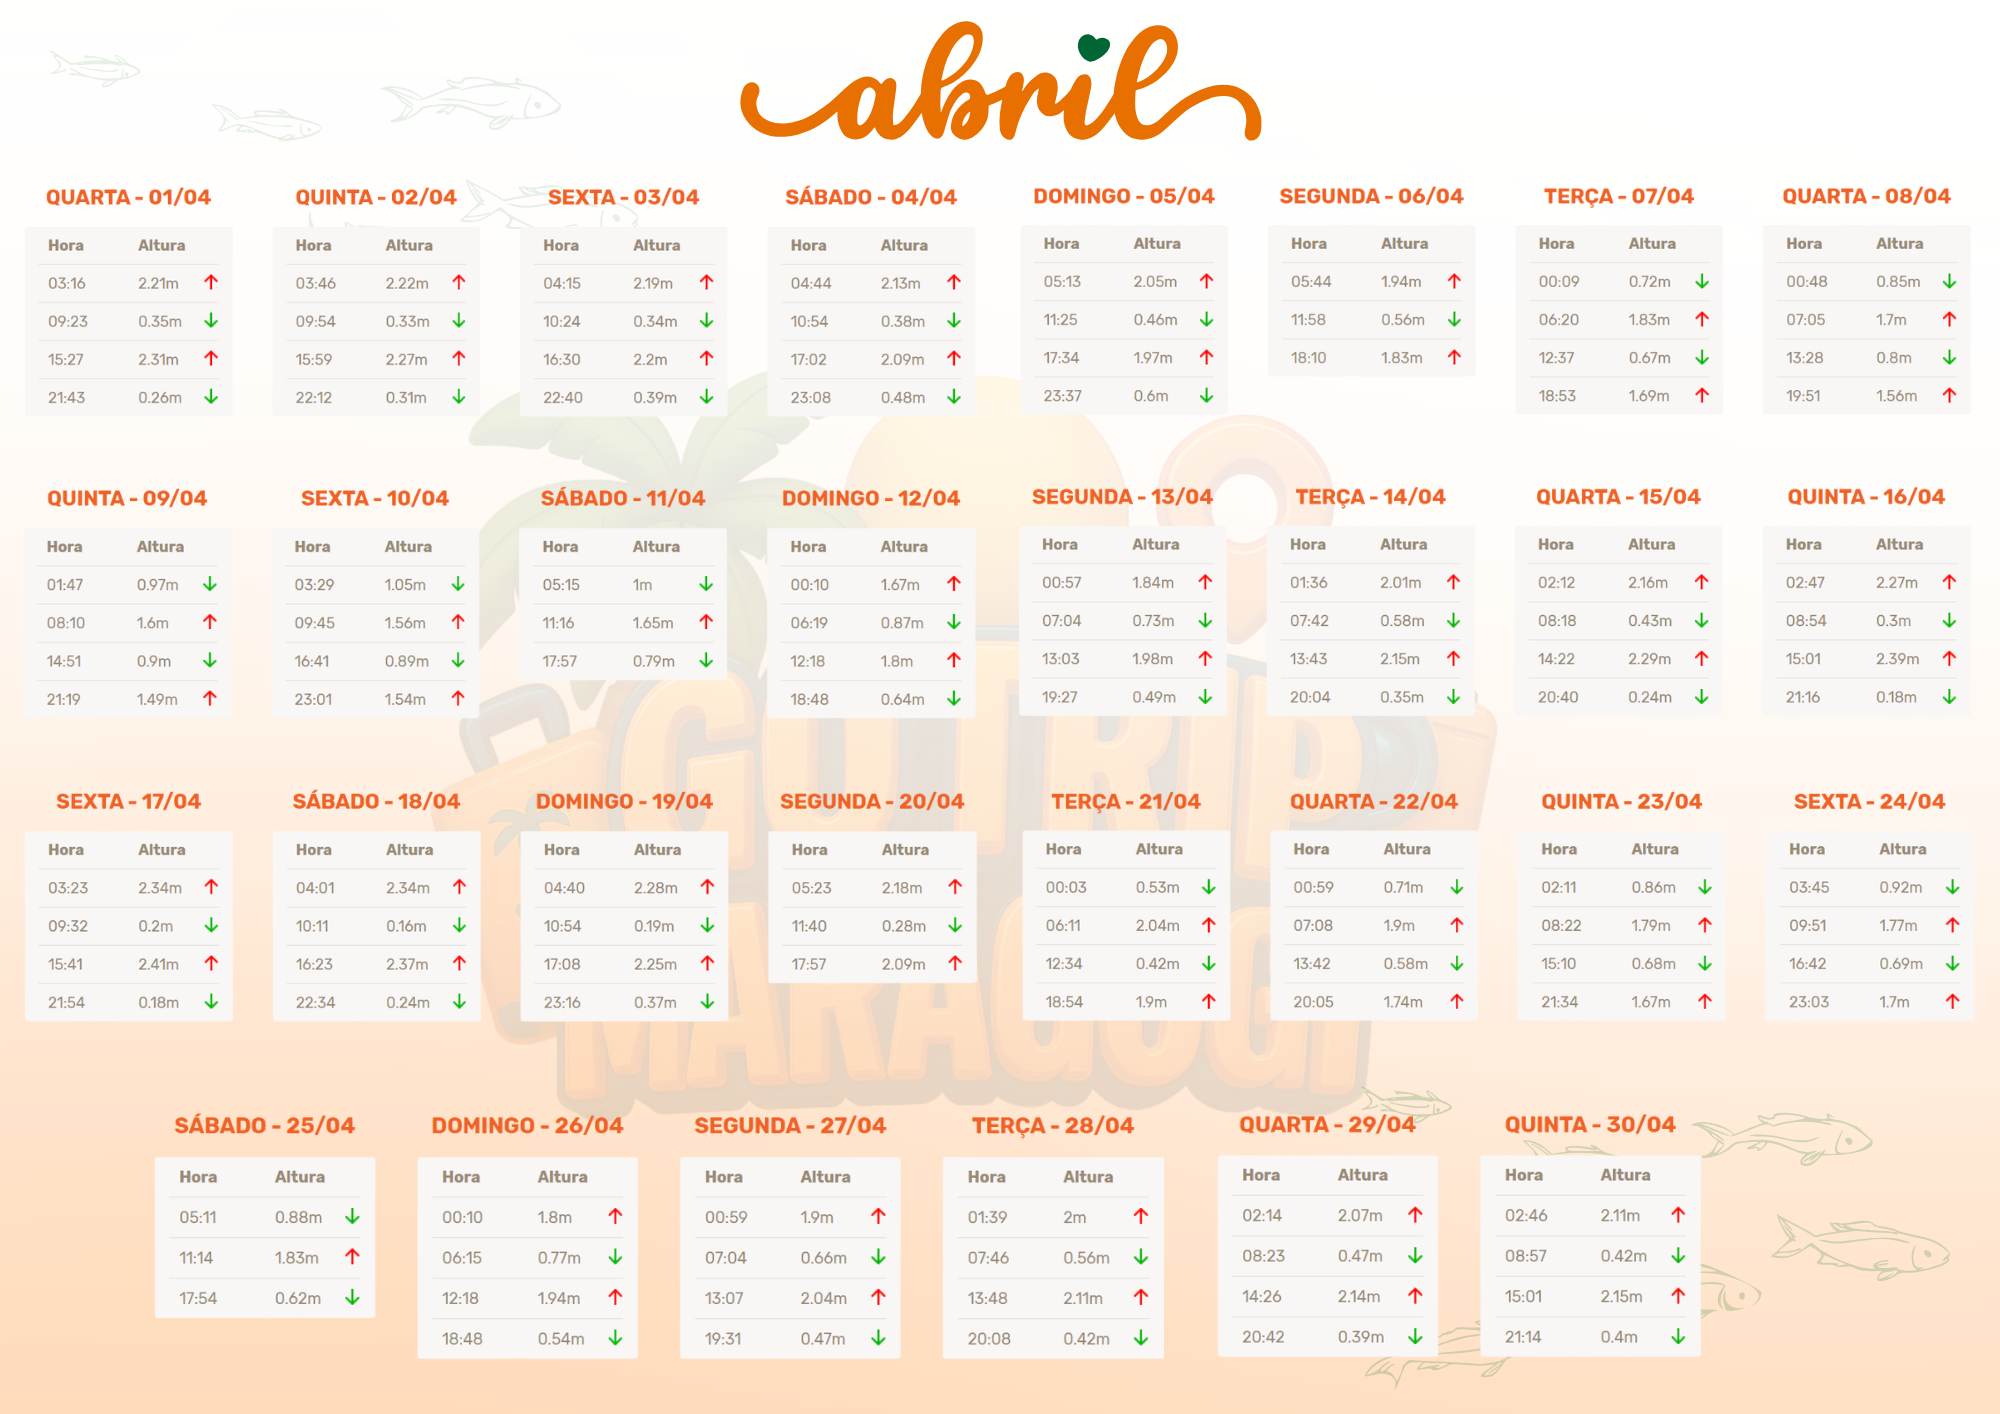 abril
QUARTA - 01/04
Hora Altura
03:16 2.21m ↑
09:23 0.35m ↓
15:27 2.31m ↑
21:43 0.26m ↓
QUINTA - 02/04
Hora Altura
03:46 2.22m ↑
09:54 0.33m ↓
15:59 2.27m ↑
22:12 0.31m ↓
SEXTA - 03/04
Hora Altura
04:15 2.19m ↑
10:24 0.34m ↓
16:30 2.2m ↑
22:40 0.39m ↓
SÁBADO - 04/04
Hora Altura
04:44 2.13m ↑
10:54 0.38m ↓
17:02 2.09m ↑
23:08 0.48m ↓
DOMINGO - 05/04
Hora Altura
05:13 2.05m ↑
11:25 0.46m ↓
17:34 1.97m ↑
23:37 0.6m ↓
SEGUNDA - 06/04
Hora Altura
05:44 1.94m ↑
11:58 0.56m ↓
18:10 1.83m ↑
TERÇA - 07/04
Hora Altura
00:09 0.72m ↓
06:20 1.83m ↑
12:37 0.67m ↓
18:53 1.69m ↑
QUARTA - 08/04
Hora Altura
00:48 0.85m ↓
07:05 1.7m ↑
13:28 0.8m ↓
19:51 1.56m ↑
QUINTA - 09/04
Hora Altura
01:47 0.97m ↓
08:10 1.6m ↑
14:51 0.9m ↓
21:19 1.49m ↑
SEXTA - 10/04
Hora Altura
03:29 1.05m ↓
09:45 1.56m ↑
16:41 0.89m ↓
23:01 1.54m ↑
SÁBADO - 11/04
Hora Altura
05:15 1m ↓
11:16 1.65m ↑
17:57 0.79m ↓
DOMINGO - 12/04
Hora Altura
00:10 1.67m ↑
06:19 0.87m ↓
12:18 1.8m ↑
18:48 0.64m ↓
SEGUNDA - 13/04
Hora Altura
00:57 1.84m ↑
07:04 0.73m ↓
13:03 1.98m ↑
19:27 0.49m ↓
TERÇA - 14/04
Hora Altura
01:36 2.01m ↑
07:42 0.58m ↓
13:43 2.15m ↑
20:04 0.35m ↓
QUARTA - 15/04
Hora Altura
02:12 2.16m ↑
08:18 0.43m ↓
14:22 2.29m ↑
20:40 0.24m ↓
QUINTA - 16/04
Hora Altura
02:47 2.27m ↑
08:54 0.3m ↓
15:01 2.39m ↑
21:16 0.18m ↓
SEXTA - 17/04
Hora Altura
03:23 2.34m ↑
09:32 0.2m ↓
15:41 2.41m ↑
21:54 0.18m ↓
SÁBADO - 18/04
Hora Altura
04:01 2.34m ↑
10:11 0.16m ↓
16:23 2.37m ↑
22:34 0.24m ↓
DOMINGO - 19/04
Hora Altura
04:40 2.28m ↑
10:54 0.19m ↓
17:08 2.25m ↑
23:16 0.37m ↓
SEGUNDA - 20/04
Hora Altura
05:23 2.18m ↑
11:40 0.28m ↓
17:57 2.09m ↑
TERÇA - 21/04
Hora Altura
00:03 0.53m ↓
06:11 2.04m ↑
12:34 0.42m ↓
18:54 1.9m ↑
QUARTA - 22/04
Hora Altura
00:59 0.71m ↓
07:08 1.9m ↑
13:42 0.58m ↓
20:05 1.74m ↑
QUINTA - 23/04
Hora Altura
02:11 0.86m ↓
08:22 1.79m ↑
15:10 0.68m ↓
21:34 1.67m ↑
SEXTA - 24/04
Hora Altura
03:45 0.92m ↓
09:51 1.77m ↑
16:42 0.69m ↓
23:03 1.7m ↑
GO TRIP
MARAGOGI
SÁBADO - 25/04
Hora Altura
05:11 0.88m ↓
11:14 1.83m ↑
17:54 0.62m ↓
DOMINGO - 26/04
Hora Altura
00:10 1.8m ↑
06:15 0.77m ↓
12:18 1.94m ↑
18:48 0.54m ↓
SEGUNDA - 27/04
Hora Altura
00:59 1.9m ↑
07:04 0.66m ↓
13:07 2.04m ↑
19:31 0.47m ↓
TERÇA - 28/04
Hora Altura
01:39 2m ↑
07:46 0.56m ↓
13:48 2.11m ↑
20:08 0.42m ↓
QUARTA - 29/04
Hora Altura
02:14 2.07m ↑
08:23 0.47m ↓
14:26 2.14m ↑
20:42 0.39m ↓
QUINTA - 30/04
Hora Altura
02:46 2.11m ↑
08:57 0.42m ↓
15:01 2.15m ↑
21:14 0.4m ↓